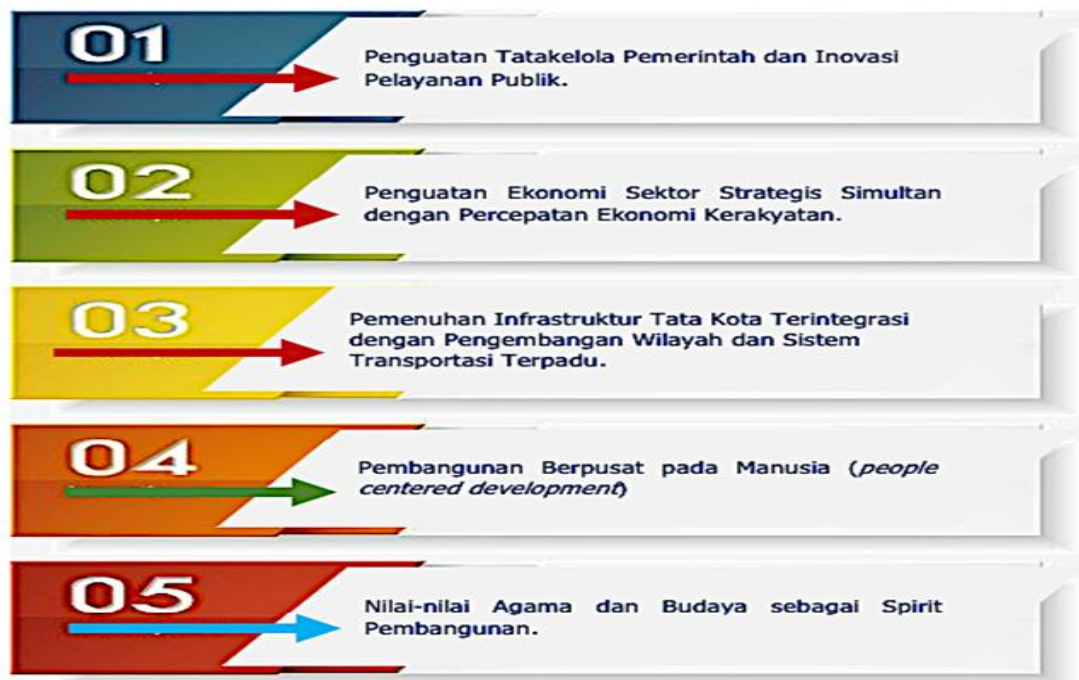 01
Penguatan Tatakelola Pemerintah dan Inovasi
Pelayanan Publik.
02
Penguatan Ekonomi Sektor Strategis Simultan
dengan Percepatan Ekonomi Kerakyatan.
03
Pemenuhan Infrastruktur Tata Kota Terintegrasi
dengan Pengembangan Wilayah dan Sistem
Transportasi Terpadu.
04
Pembangunan Berpusat pada Manusia (people
centered development)
05
Nilai-nilai Agama dan Budaya sebagai Spirit
Pembangunan.